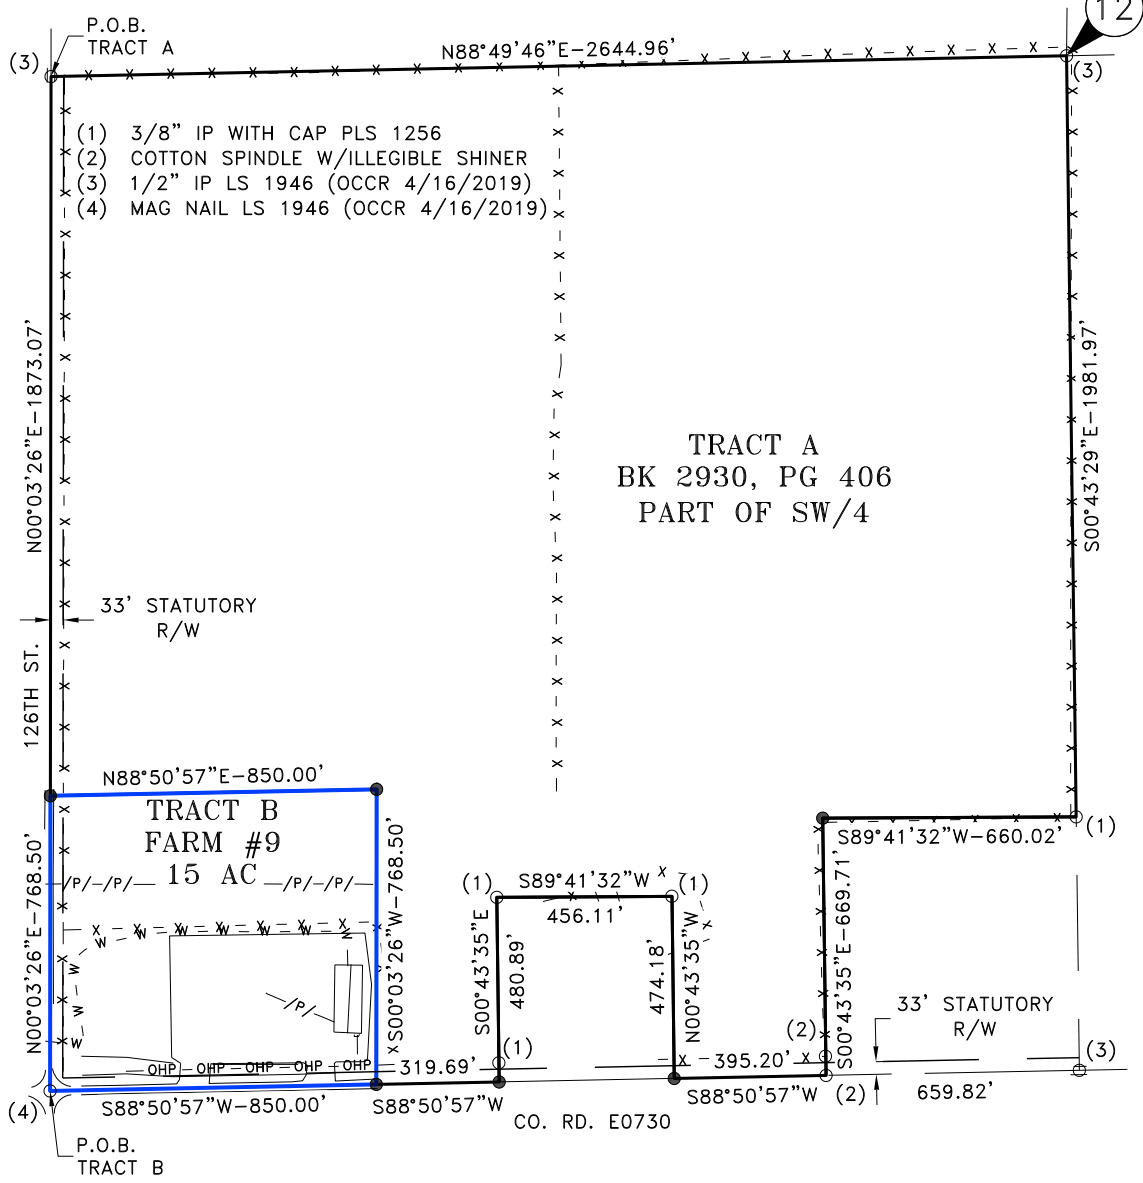 12
P.O.B.
TRACT A
(3)
N88°49'46"E-2644.96'
(3)
(1) 3/8" IP WITH CAP PLS 1256
(2) COTTON SPINDLE W/ILLEGIBLE SHINER
(3) 1/2" IP LS 1946 (OCCR 4/16/2019)
(4) MAG NAIL LS 1946 (OCCR 4/16/2019)
N00°03'26"E-1873.07'
S00°43'29"E-1981.97'
TRACT A
BK 2930, PG 406
PART OF SW/4
33' STATUTORY
R/W
126TH ST.
N88°50'57"E-850.00'
TRACT B
FARM #9
15 AC
/P/-/P/
/P/-/P/
N00°03'26"E-768.50'
S00°03'26"W-768.50'
/P/
OHP OHP OHP OHP OHP
S89°41'32"W-660.02'
(1)
(1)
S89°41'32"W
(1)
456.11'
S00°43'35"E
480.89'
474.18'
N00°43'35"W
S00°43'35"E-669.71'
33' STATUTORY
R/W
(1)
(2)
(3)
319.69'
395.20'
(4)
S88°50'57"W-850.00'
S88°50'57"W
S88°50'57"W
(2)
659.82'
CO. RD. E0730
P.O.B.
TRACT B